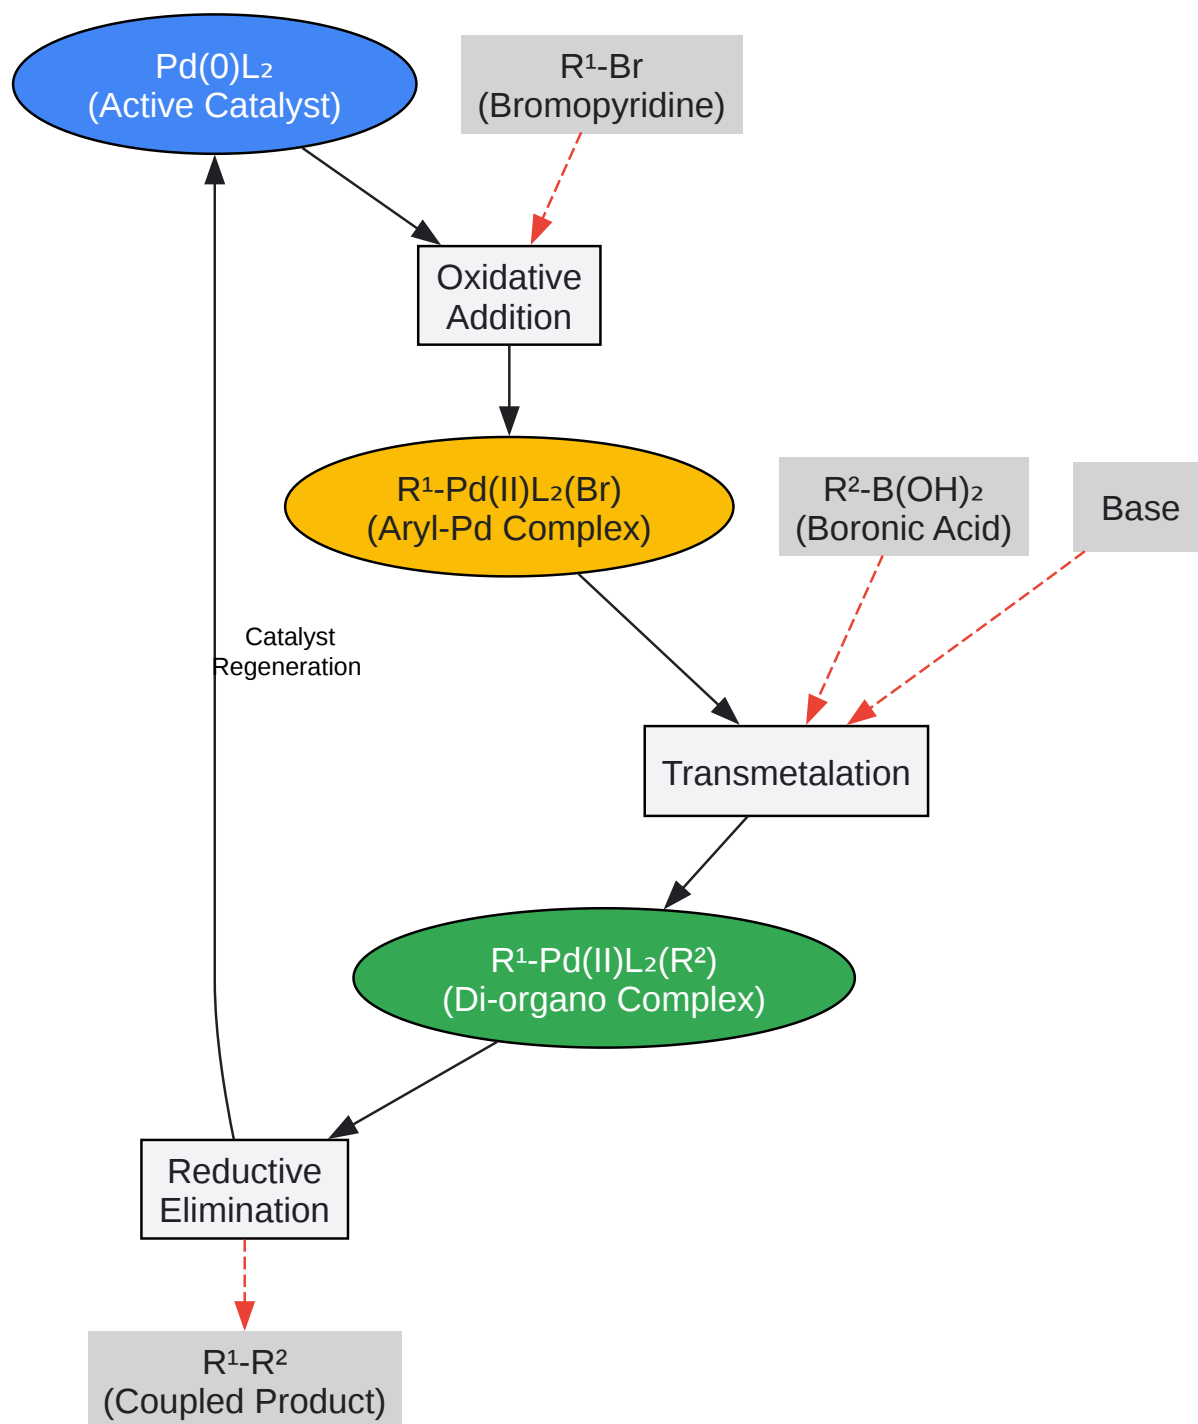 Pd(0)L₂
(Active Catalyst)
R¹-Br
(Bromopyridine)
Oxidative
Addition
R¹-Pd(II)L₂(Br)
(Aryl-Pd Complex)
R²-B(OH)₂
(Boronic Acid)
Base
Catalyst
Regeneration
Transmetalation
R¹-Pd(II)L₂(R²)
(Di-organo Complex)
Reductive
Elimination
R¹-R²
(Coupled Product)